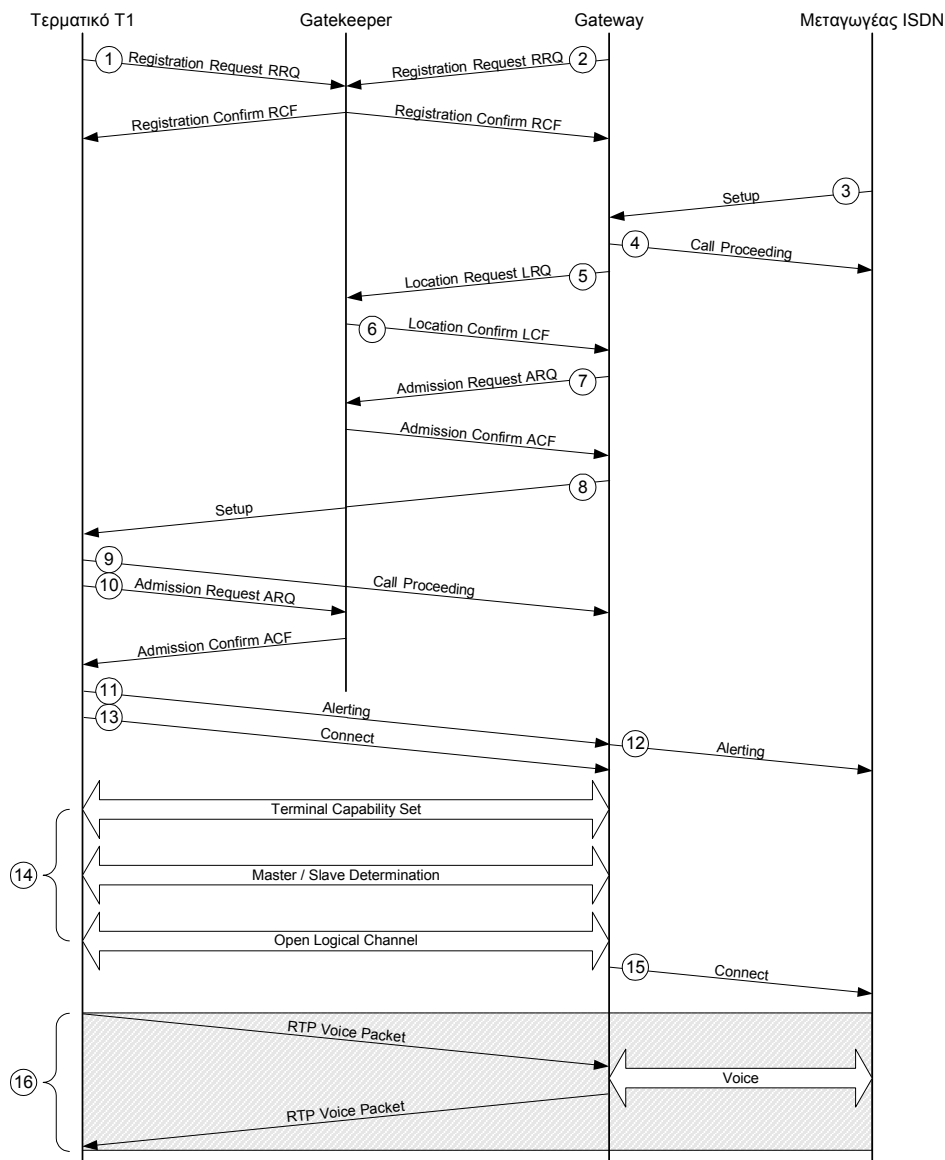 Τερματικό T1
Gatekeeper
Gateway
Μεταγωγέας ISDN
1
Registration Request RRQ
Registration Request RRQ
2
Registration Confirm RCF
Registration Confirm RCF
Setup
3
4
Call Proceeding
Location Request LRQ
5
6
Location Confirm LCF
Admission Request ARQ
7
Admission Confirm ACF
8
Setup
9
Call Proceeding
10
Admission Request ARQ
Admission Confirm ACF
11
Alerting
13
Connect
12
Alerting
Terminal Capability Set
14
Master / Slave Determination
Open Logical Channel
15
Connect
RTP Voice Packet
16
Voice
RTP Voice Packet